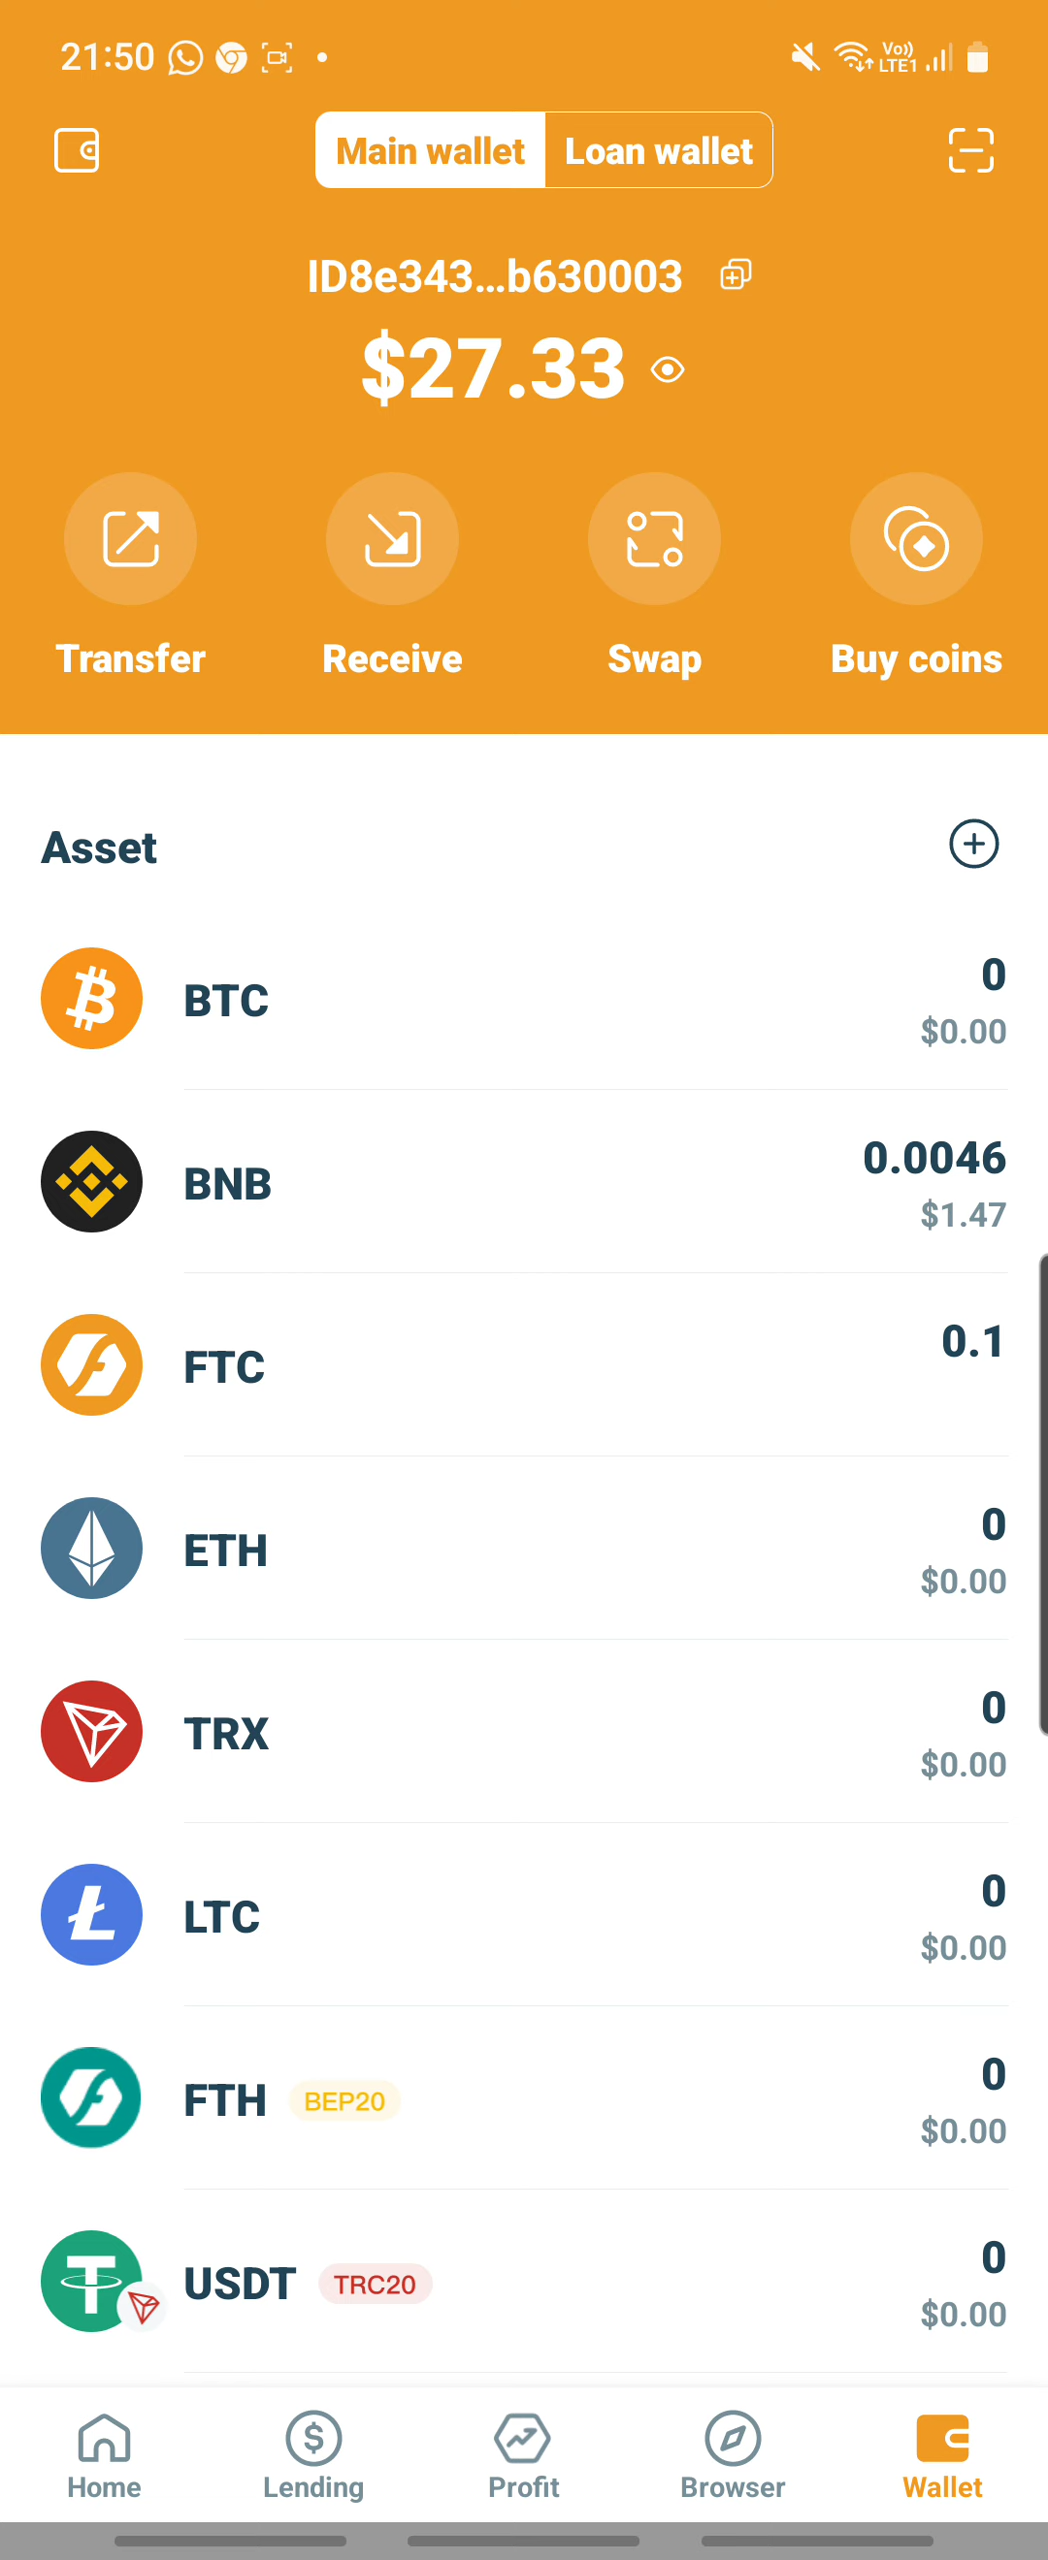 21:50
Vo))
LTE1
Main wallet Loan wallet
ID8e343...b630003
$27.33
Transfer Receive Swap Buy coins
Asset
BTC 0
$0.00
BNB 0.0046
$1.47
FTC 0.1
ETH 0
$0.00
TRX 0
$0.00
LTC 0
$0.00
FTH BEP20 0
$0.00
USDT TRC20 0
$0.00
Home Lending Profit Browser Wallet